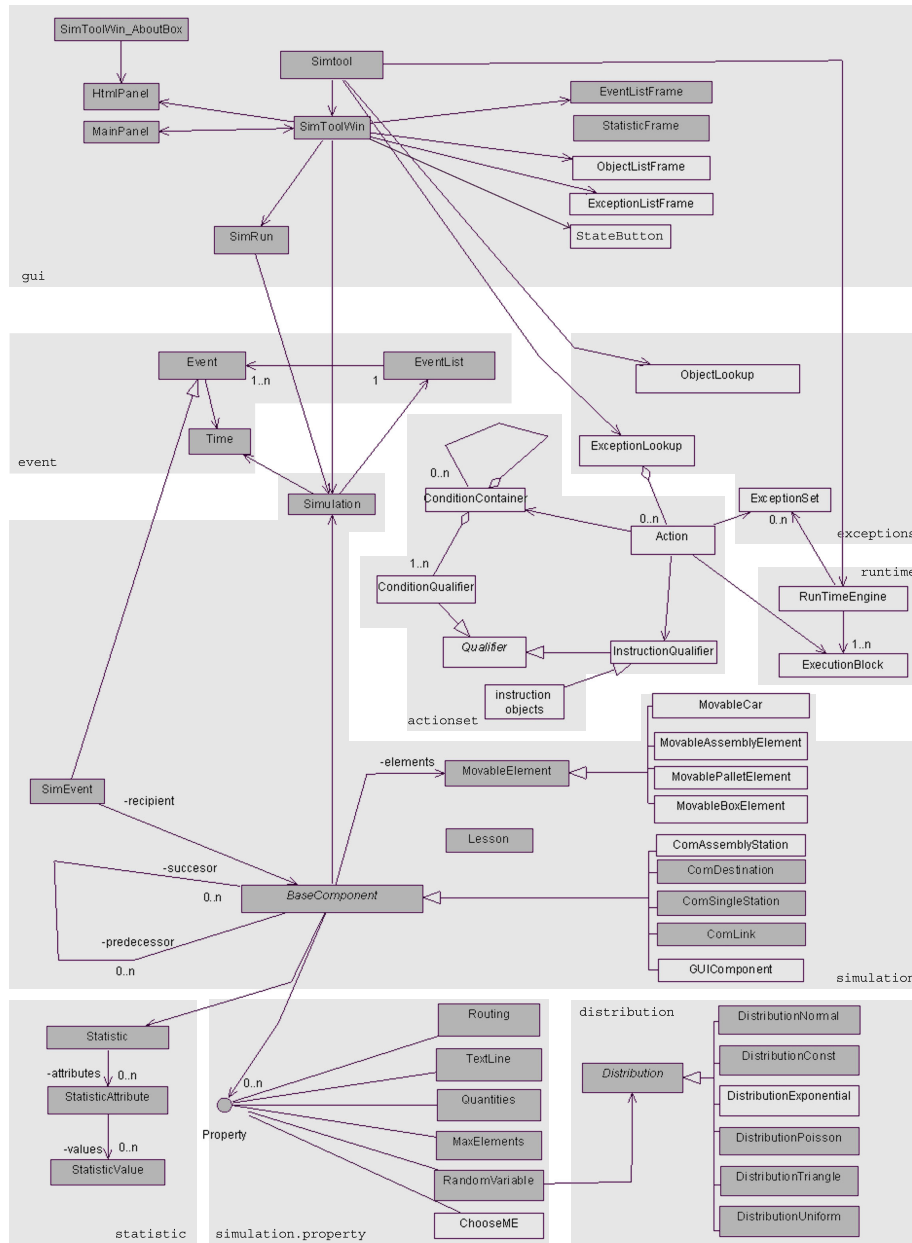 SimToolWin_AboutBox
Simtool
HtmlPanel
EventListFrame
MainPanel
SimToolWin
StatisticFrame
ObjectListFrame
ExceptionListFrame
SimRun
StateButton
gui
Event
EventList
1..n
1
ObjectLookup
Time
ExceptionLookup
event
0..n
ConditionContainer
Simulation
ExceptionSet
0..n
0..n
Action
exceptions
runtime
1..n
ConditionQualifier
RunTimeEngine
Qualifier
InstructionQualifier
1..n
ExecutionBlock
instruction
objects
actionset
MovableCar
MovableAssemblyElement
-elements
MovableElement
MovablePalletElement
SimEvent
-recipient
MovableBoxElement
Lesson
ComAssemblyStation
-succesor
ComDestination
0..n
BaseComponent
ComSingleStation
-predecessor
ComLink
0..n
GUIComponent
simulation
Statistic
-attributes
0..n
StatisticAttribute
-values
0..n
StatisticValue
statistic
Routing
TextLine
0..n
Quantities
Property
MaxElements
RandomVariable
ChooseME
simulation.property
distribution
DistributionNormal
DistributionConst
Distribution
DistributionExponential
DistributionPoisson
DistributionTriangle
DistributionUniform